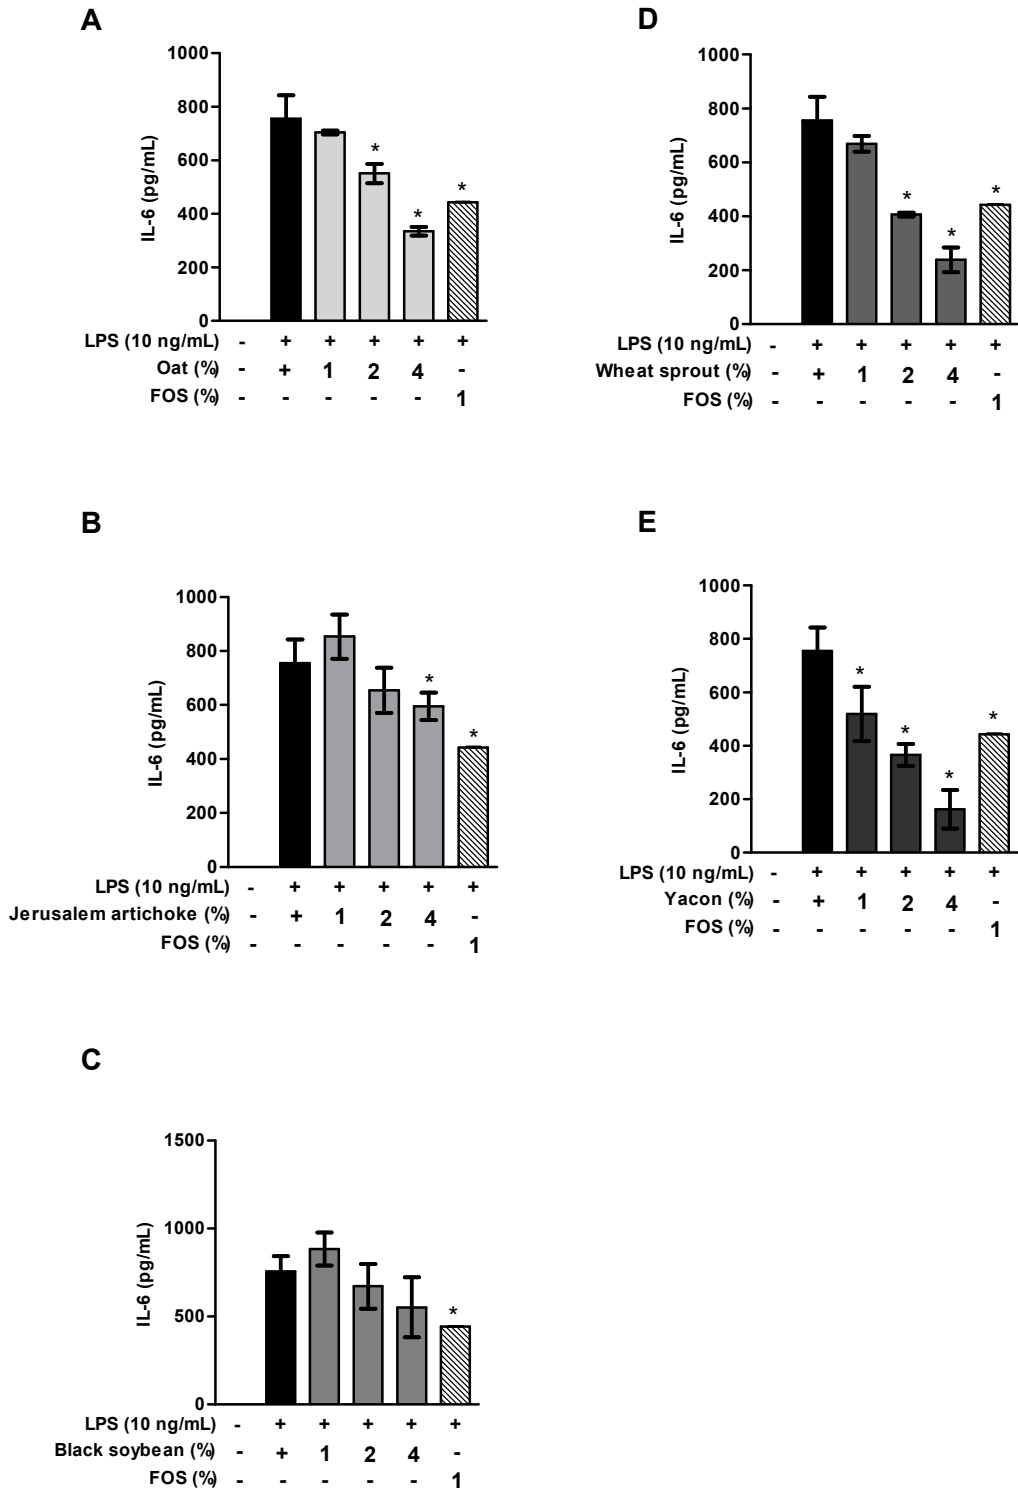 A
IL-6 (pg/mL)
1000
800
600
400
200
0
LPS (10 ng/mL) - + + + + +
Oat (%) - + 1 2 4 -
FOS (%) - - - - - 1
* * *
D
IL-6 (pg/mL)
1000
800
600
400
200
0
LPS (10 ng/mL) - + + + + +
Wheat sprout (%) - + 1 2 4 -
FOS (%) - - - - - 1
* * *
B
IL-6 (pg/mL)
1000
800
600
400
200
0
LPS (10 ng/mL) - + + + + +
Jerusalem artichoke (%) - + 1 2 4 -
FOS (%) - - - - - 1
* *
E
IL-6 (pg/mL)
1000
800
600
400
200
0
LPS (10 ng/mL) - + + + + +
Yacon (%) - + 1 2 4 -
FOS (%) - - - - - 1
* * * *
C
IL-6 (pg/mL)
1500
1000
500
0
LPS (10 ng/mL) - + + + + +
Black soybean (%) - + 1 2 4 -
FOS (%) - - - - - 1
*